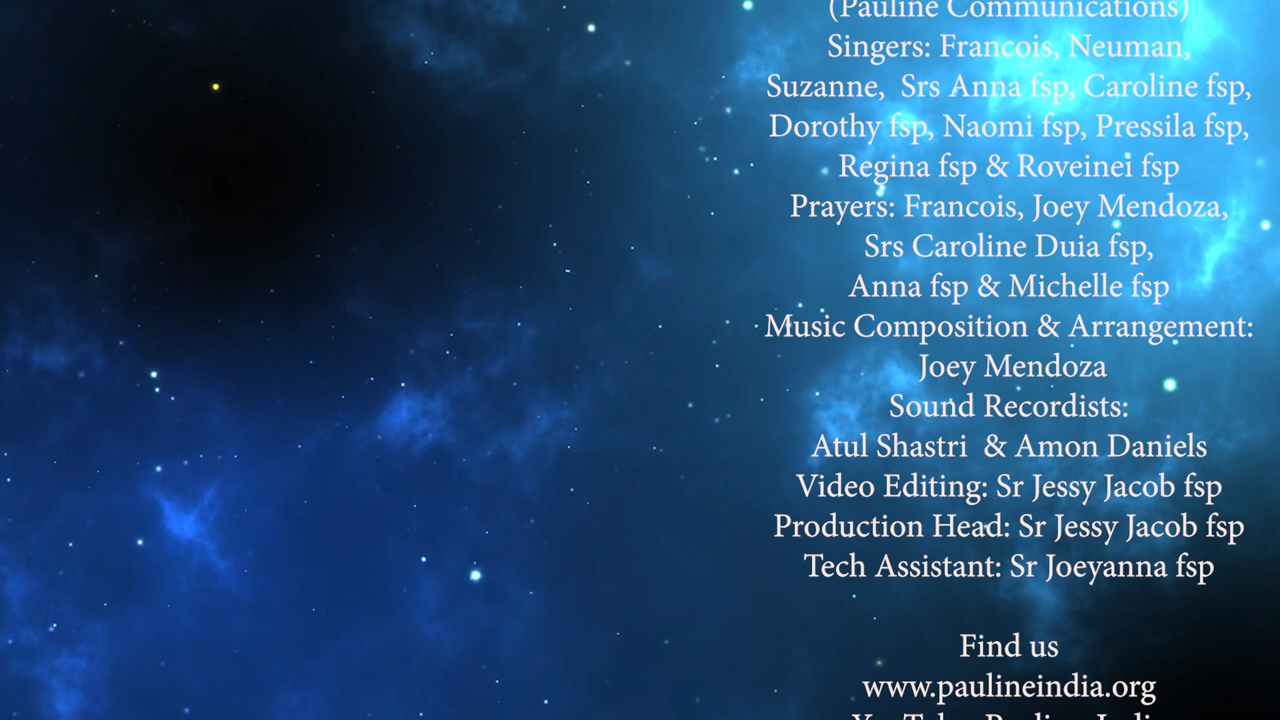 (Pauline Communications)
Singers: Francois, Neuman,
Suzanne,  Srs Anna fsp, Caroline fsp,
Dorothy fsp, Naomi fsp, Pressila fsp,
Regina fsp & Roveinei fsp
Prayers: Francois, Joey Mendoza,
Srs Caroline Duia fsp,
Anna fsp & Michelle fsp
Music Composition & Arrangement:
Joey Mendoza
Sound Recordists:
Atul Shastri  & Amon Daniels
Video Editing: Sr Jessy Jacob fsp
Production Head: Sr Jessy Jacob fsp
Tech Assistant: Sr Joeyanna fsp
Find us
www.paulineindia.org